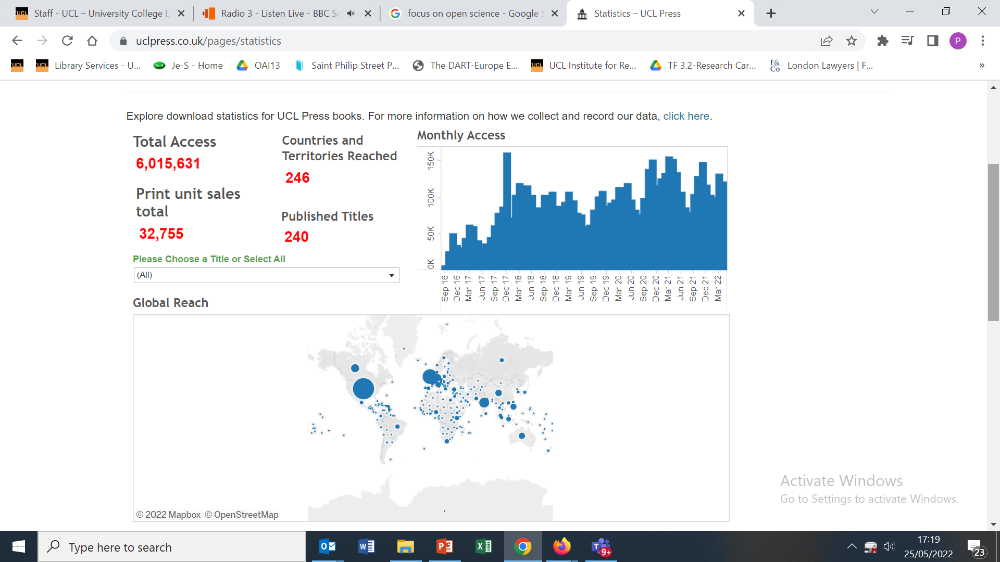 Staff - UCL – University College L
Radio 3 - Listen Live - BBC So
focus on open science - Google S
Statistics – UCL Press
uclpress.co.uk/pages/statistics
P
UCL
UCL
Library Services - U...
Je-S
Je-S - Home
OAI13
Saint Philip Street P...
The DART-Europe E...
UCL
UCL Institute for Re...
TF 3.2-Research Car...
F&
Co
London Lawyers | F...
»
Explore download statistics for UCL Press books. For more information on how we collect and record our data, click here.
Total Access
6,015,631
Print unit sales
total
32,755
Countries and
Territories Reached
246
Published Titles
240
Please Choose a Title or Select All
(All)
Monthly Access
150K
100K
50K
0K
Sep 16
Dec 16
Mar 17
Jun 17
Sep 17
Dec 17
Mar 18
Jun 18
Sep 18
Dec 18
Mar 19
Jun 19
Sep 19
Dec 19
Mar 20
Jun 20
Sep 20
Dec 20
Mar 21
Jun 21
Sep 21
Dec 21
Mar 22
Global Reach
© 2022 Mapbox © OpenStreetMap
Activate Windows
Go to Settings to activate Windows.
Type here to search
O
W
P
X
T
9+
17:19
25/05/2022
23